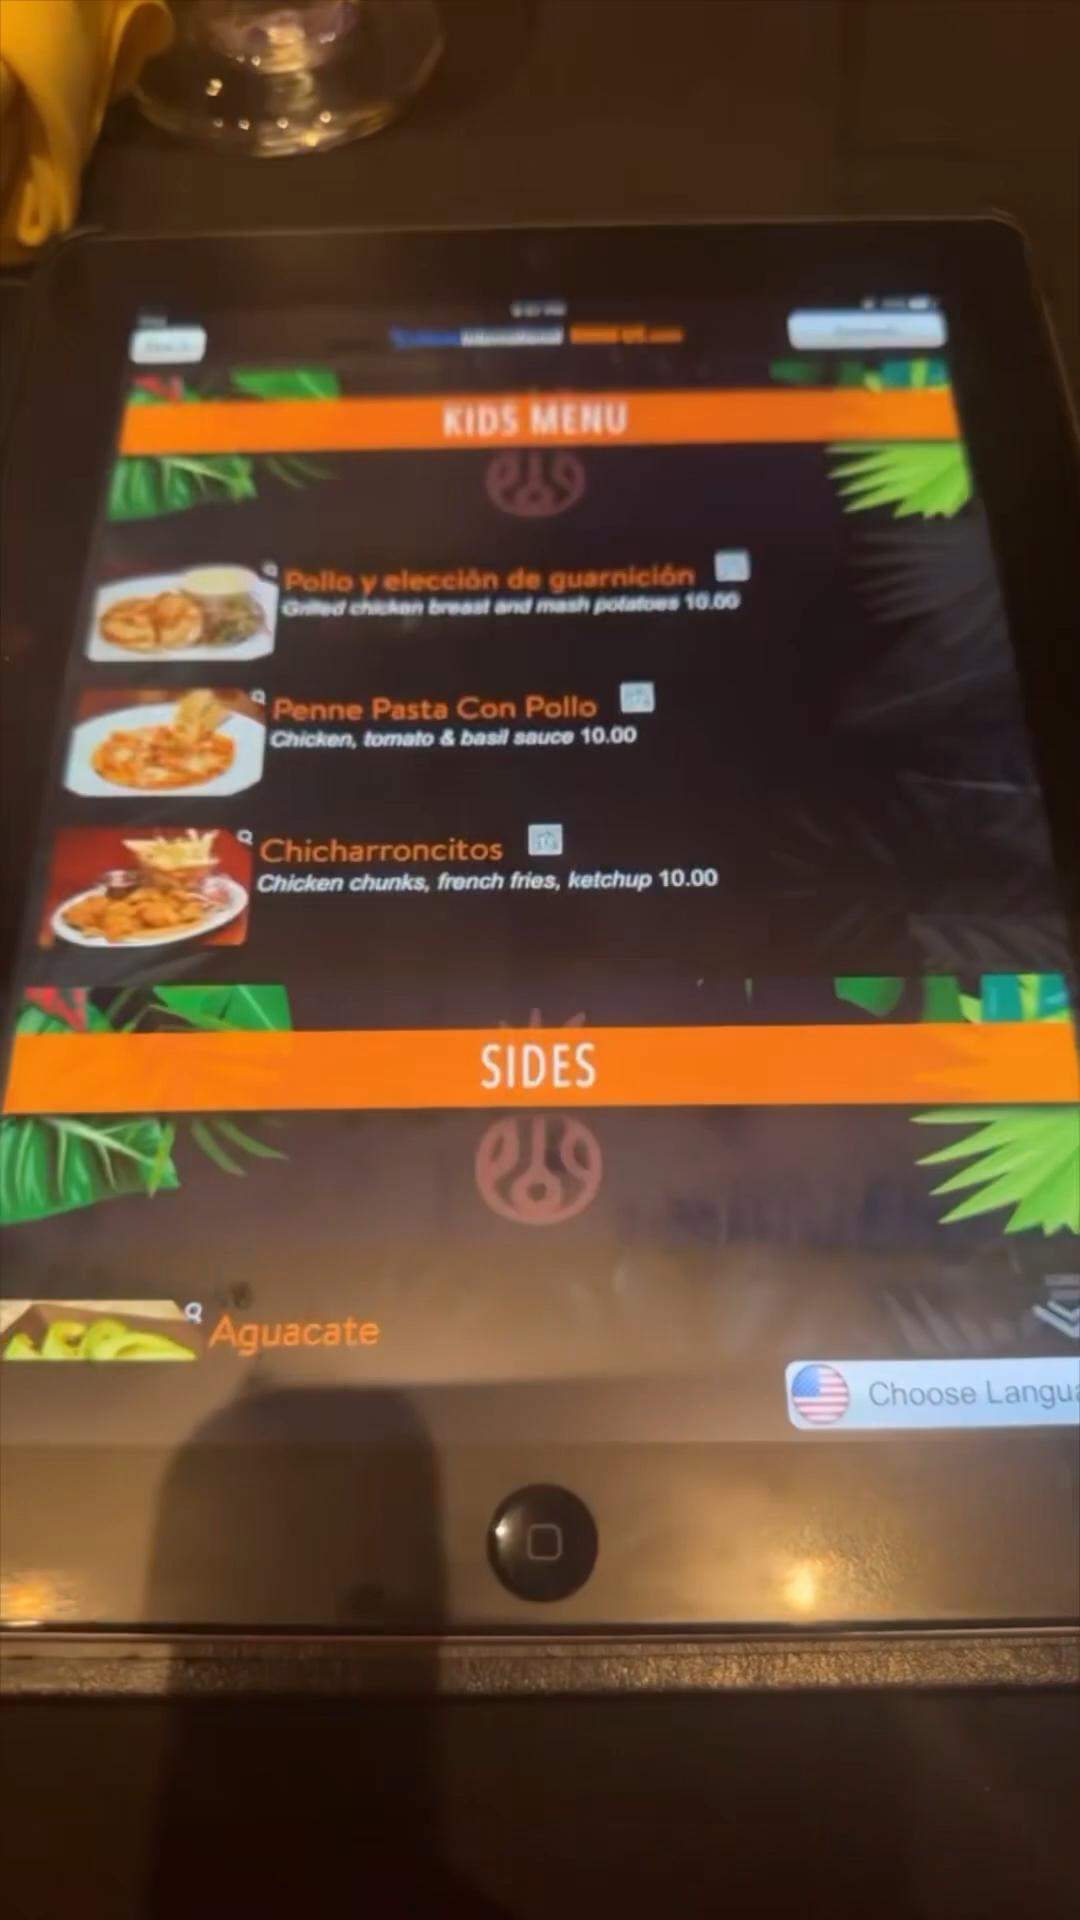 KIDS MENU
Pollo y elección de guarnición
Grilled chicken breast and mash potatoes 10.00
Penne Pasta Con Pollo
Chicken, tomato & basil sauce 10.00
Chicharroncitos
Chicken chunks, french fries, ketchup 10.00
SIDES
Aguacate
Choose Langua